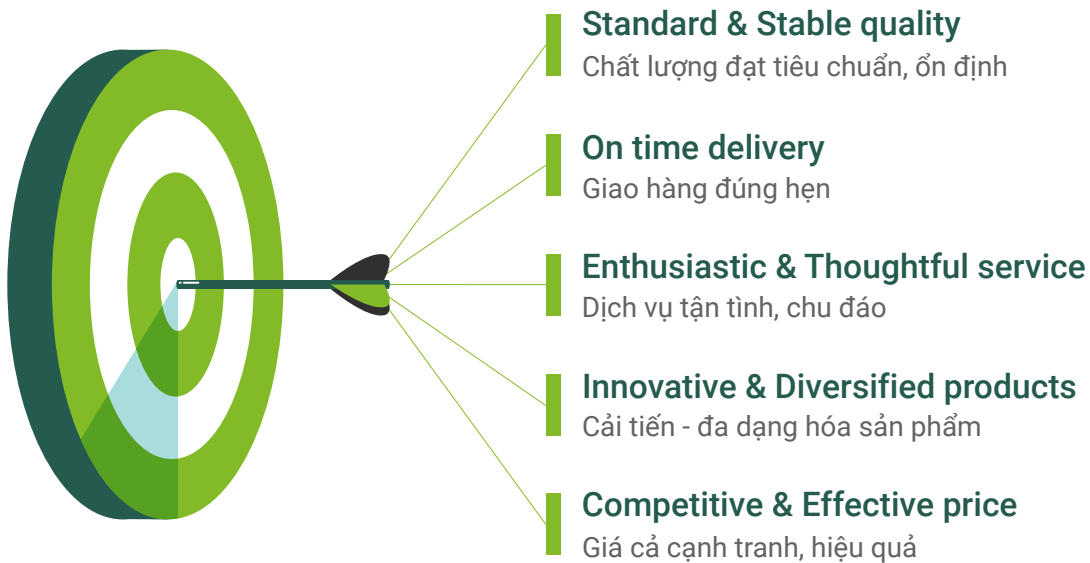 Standard & Stable quality
Chất lượng đạt tiêu chuẩn, ổn định
On time delivery
Giao hàng đúng hẹn
Enthusiastic & Thoughtful service
Dịch vụ tận tình, chu đáo
Innovative & Diversified products
Cải tiến - đa dạng hóa sản phẩm
Competitive & Effective price
Giá cả cạnh tranh, hiệu quả